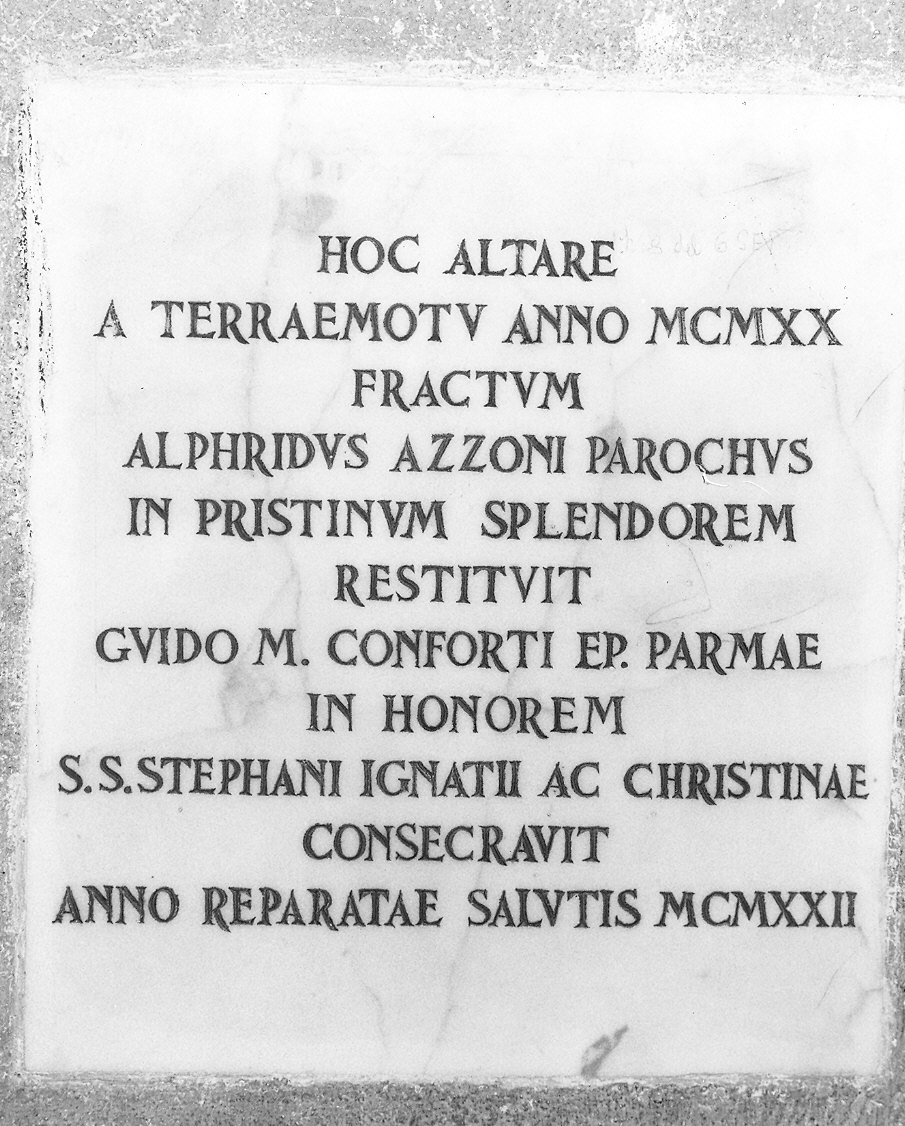 HOC ALTARE
A TERRAEMOTV ANNO MCMXX
FRACTVM
ALPHRIDVS AZZONI PAROCHVS
IN PRISTINVM SPLENDOREM
RESTITVIT
GVIDO M. CONFORTI EP. PARMAE
IN HONOREM
S.S.STEPHANI IGNATII AC CHRISTINAE
CONSECRAVIT
ANNO REPARATAE SALVTIS MCMXXII